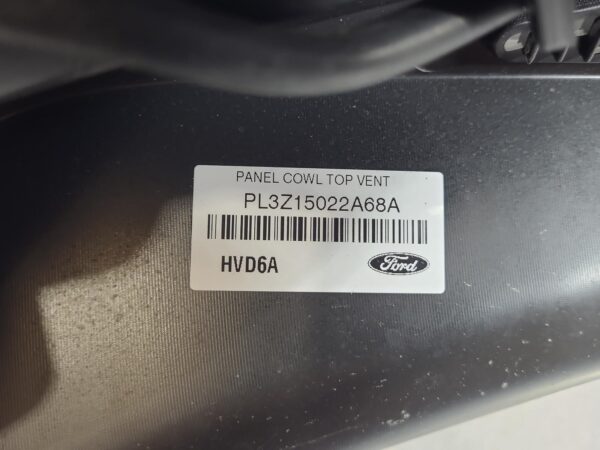 PANEL COWL TOP VENT
PL3Z15022A68A
HVD6A
Ford